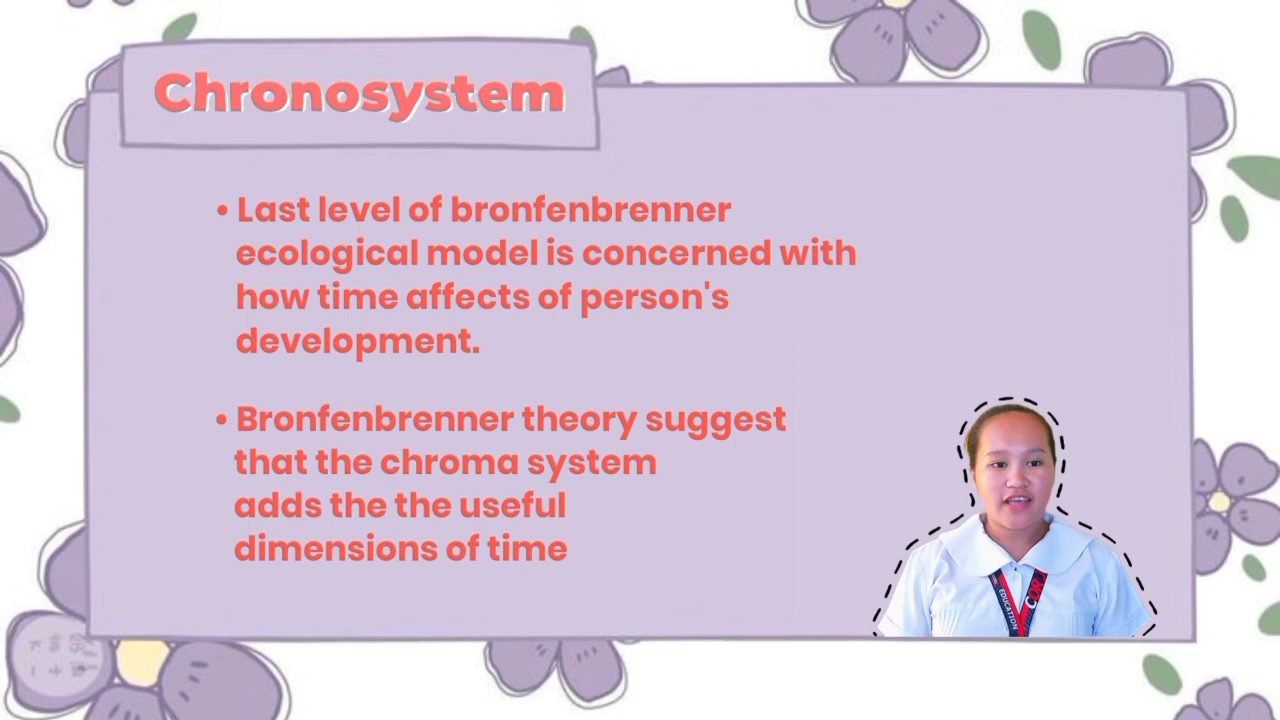 Chronosystem
• Last level of bronfenbrenner
ecological model is concerned with
how time affects of person's
development.
• Bronfenbrenner theory suggest
that the chroma system
adds the the useful
dimensions of time
EDUCATION